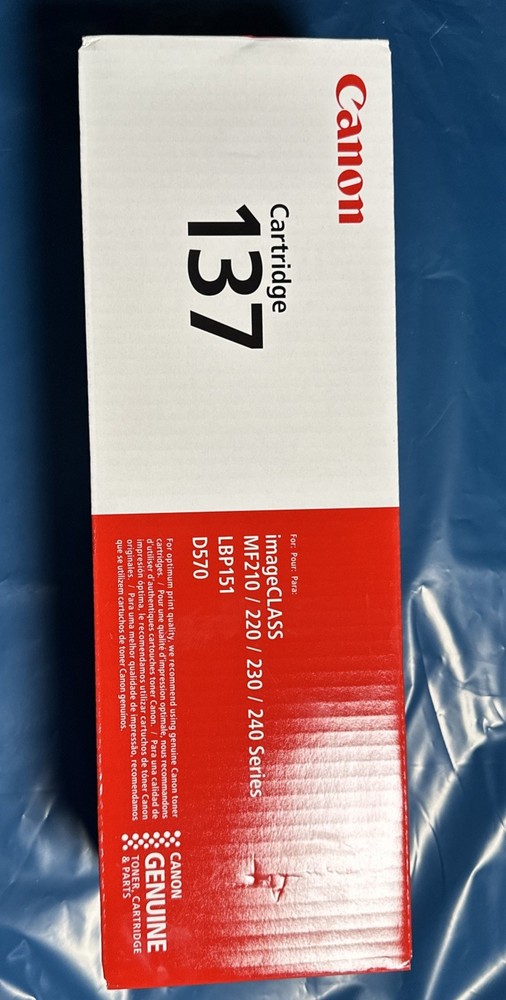 Canon
Cartridge
137
For: Pour: Para:
imageCLASS
MF210 / 220 / 230 / 240 Series
LBP151
D570
For optimum print quality, we recommend using genuine Canon toner
cartridges. / Pour une qualité d'impression optimale, nous recommandons
d'utiliser d'authentiques cartouches toner Canon. / Para una calidad de
impresión óptima, le recomendamos utilizar cartuchos de tóner Canon
originales. / Para uma melhor qualidade de impressão, recomendamos
que se utilizem cartuchos de toner Canon genuínos.
CANON
GENUINE
TONER, CARTRIDGE
& PARTS